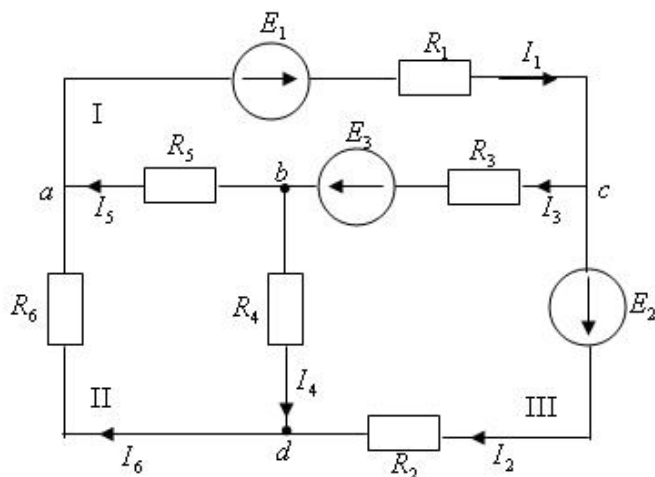 E₁
R₁
I₁
I
R₅
b
E₃
R₃
a
I₅
I₃
c
R₆
R₄
E₂
II
I₄
III
I₆
d
R₂
I₂